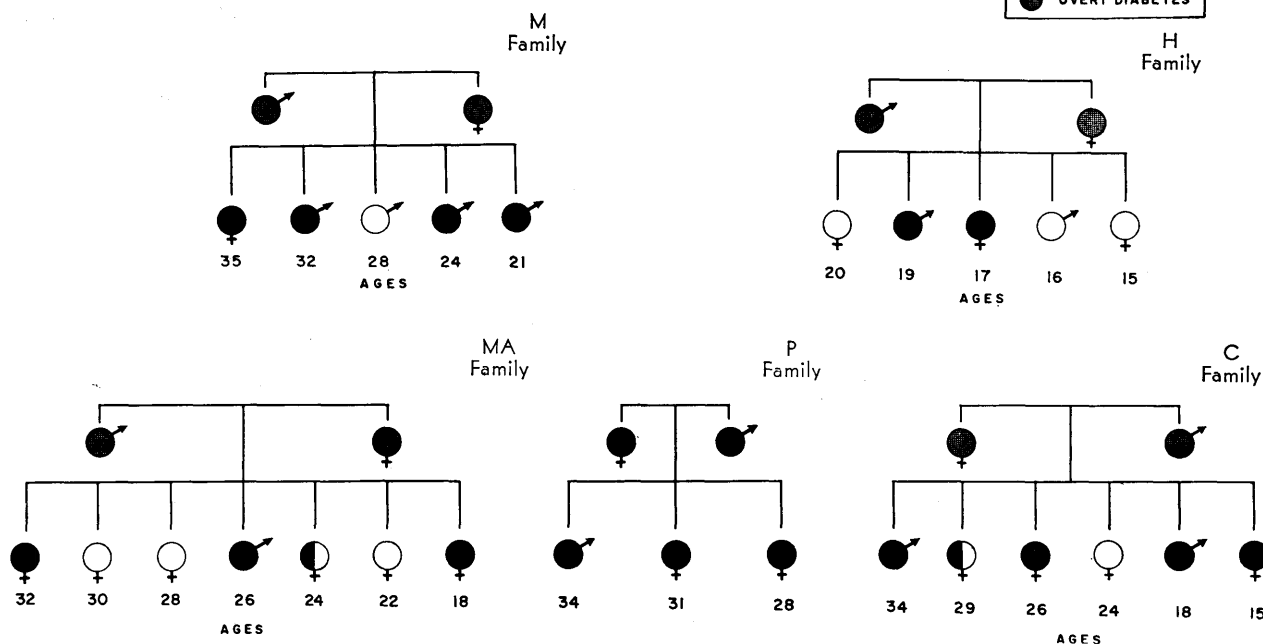 OVERT DIABETES
M
Family
H
Family
35 32 28 24 21
AGES
20 19 17 16 15
AGES
MA
Family
P
Family
C
Family
32 30 28 26 24 22 18
AGES
34 31 28
34 29 26 24 18 15
AGES